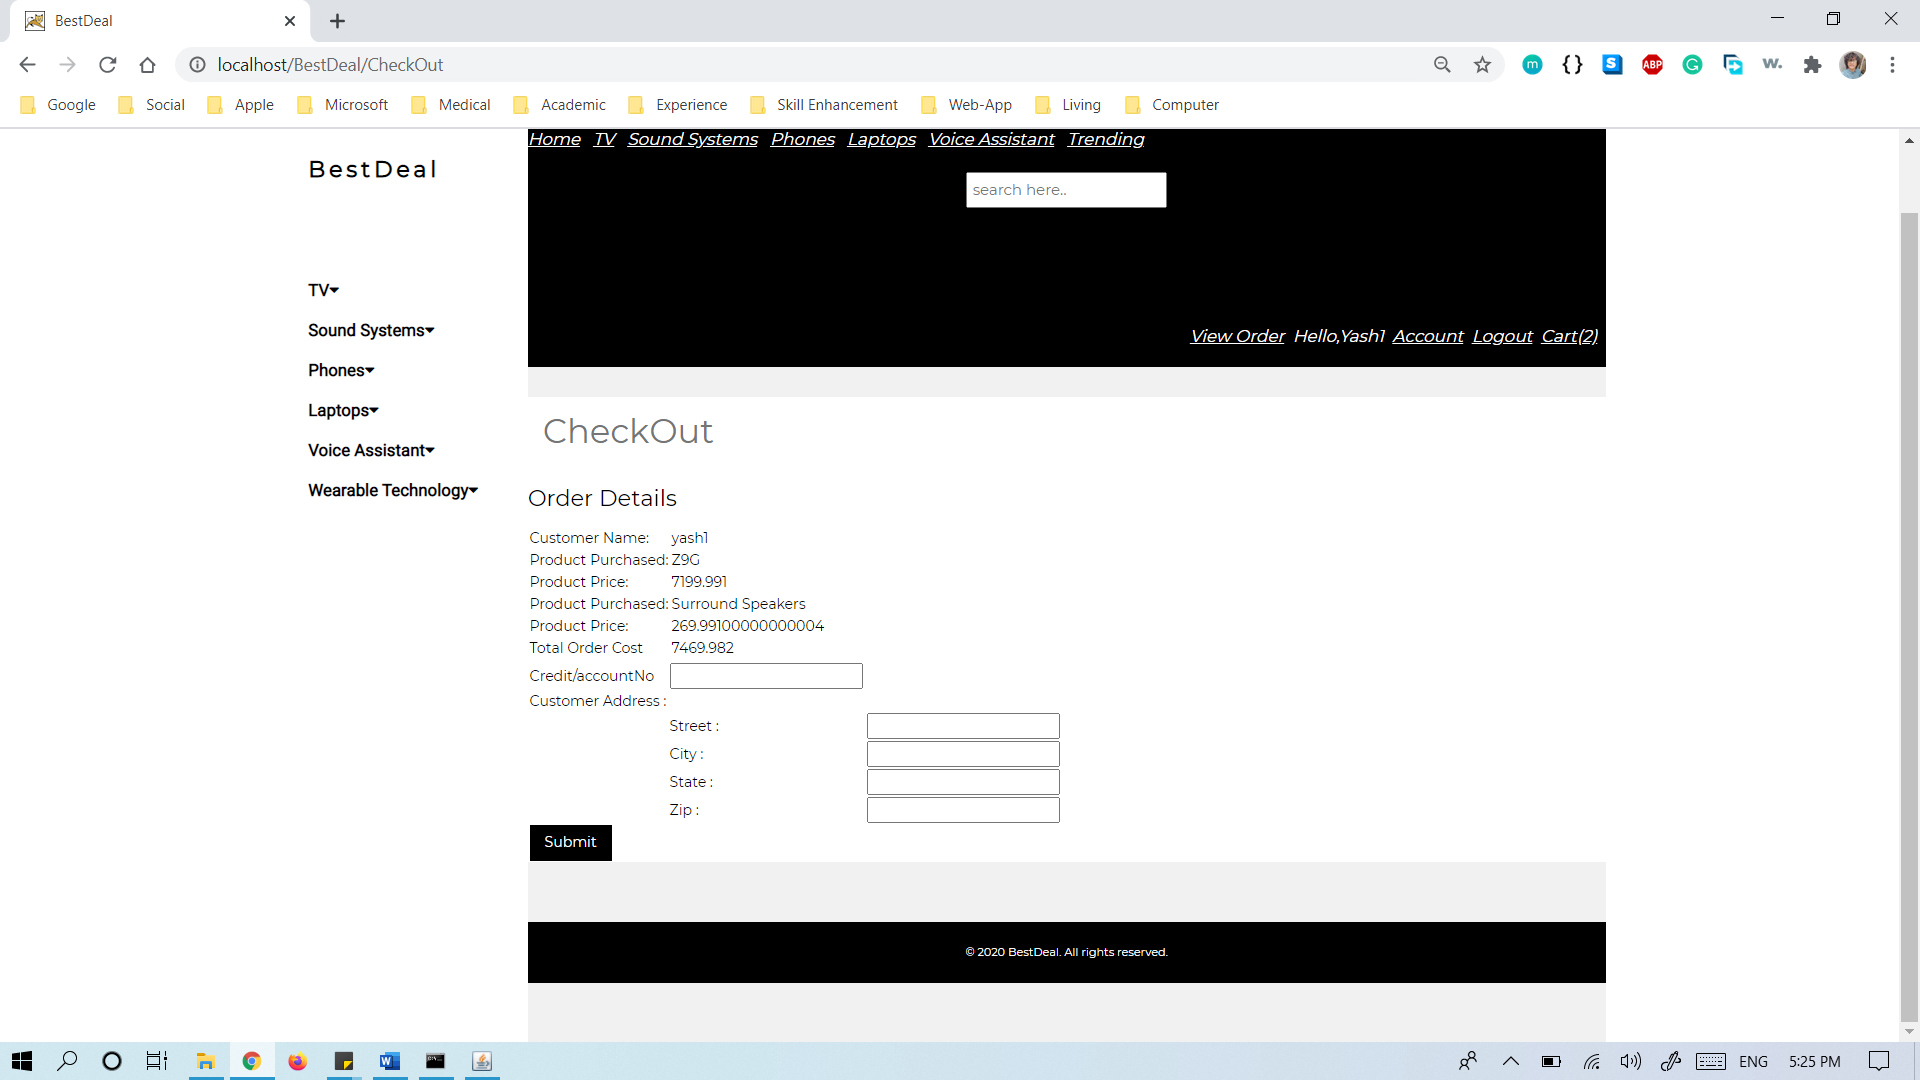 BestDeal
localhost/BestDeal/CheckOut
Google Social Apple Microsoft Medical Academic Experience Skill Enhancement Web-App Living Computer
BestDeal
TV
Sound Systems
Phones
Laptops
Voice Assistant
Wearable Technology
Home TV Sound Systems Phones Laptops Voice Assistant Trending
search here..
View Order Hello,Yash1 Account Logout Cart(2)
CheckOut
Order Details
Customer Name: yash1
Product Purchased: Z9G
Product Price: 7199.991
Product Purchased: Surround Speakers
Product Price: 269.99100000000004
Total Order Cost 7469.982
Credit/accountNo
Customer Address :
Street :
City :
State :
Zip :
Submit
© 2020 BestDeal. All rights reserved.
ENG 5:25 PM